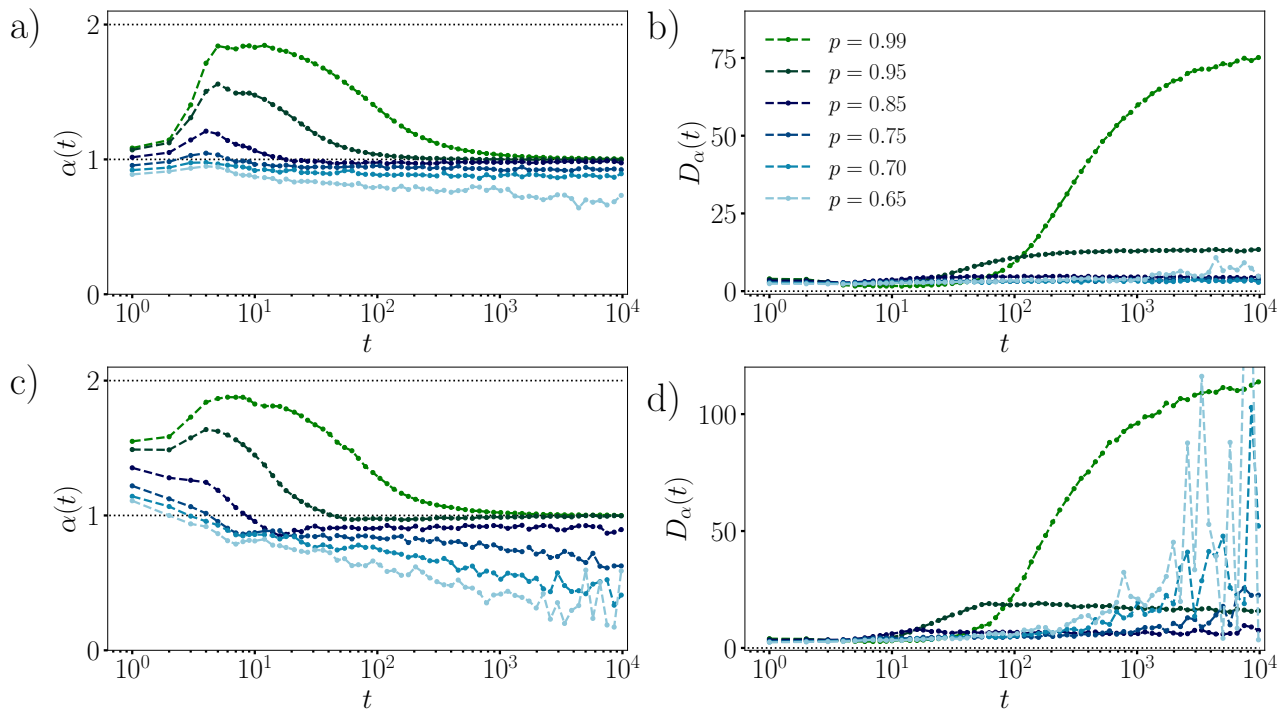 a)
2
1
0
α(t)
10^0 10^1 10^2 10^3 10^4
t
b)
75
50
25
0
D_α(t)
p = 0.99
p = 0.95
p = 0.85
p = 0.75
p = 0.70
p = 0.65
10^0 10^1 10^2 10^3 10^4
t
c)
2
1
0
α(t)
10^0 10^1 10^2 10^3 10^4
t
d)
100
50
0
D_α(t)
10^0 10^1 10^2 10^3 10^4
t